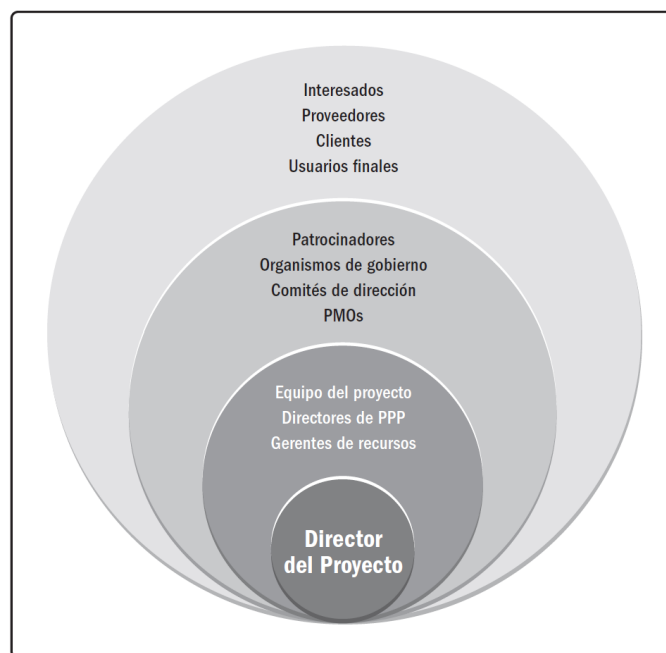 Interesados
Proveedores
Clientes
Usuarios finales
Patrocinadores
Organismos de gobierno
Comités de dirección
PMOs
Equipo del proyecto
Directores de PPP
Gerentes de recursos
Director
del Proyecto